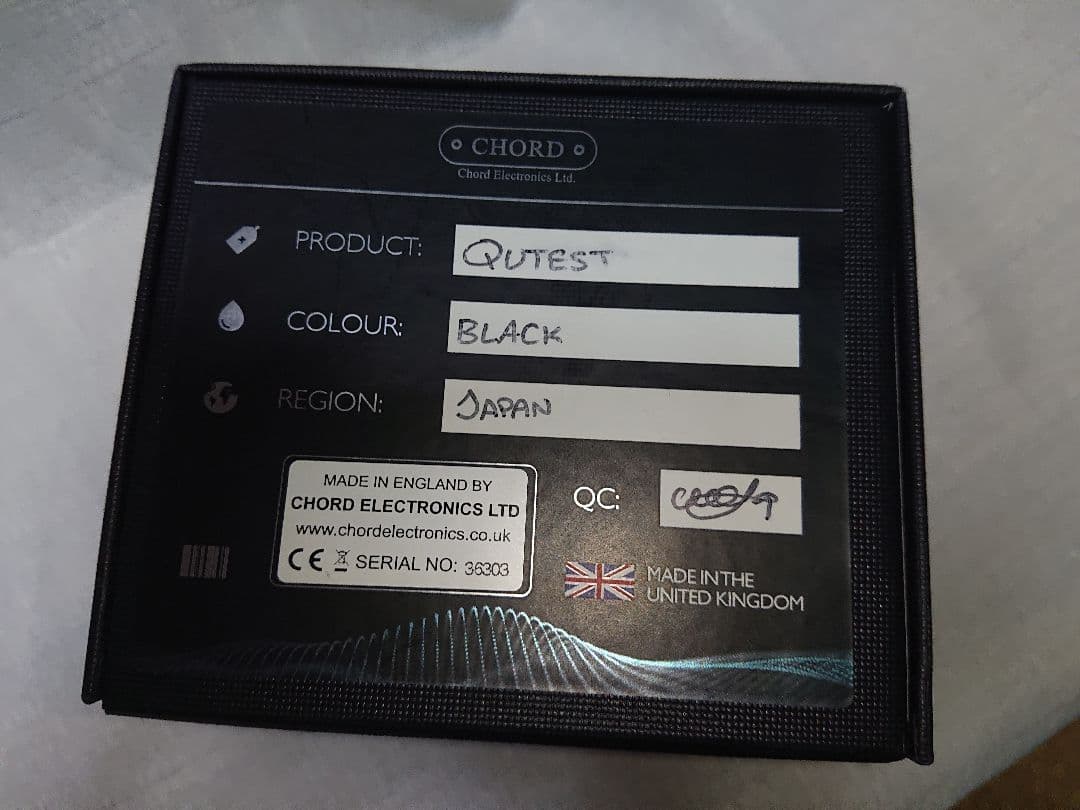 CHORD
Chord Electronics Ltd.
PRODUCT: QUTEST
COLOUR: BLACK
REGION: JAPAN
MADE IN ENGLAND BY
CHORD ELECTRONICS LTD
www.chordelectronics.co.uk
CE SERIAL NO: 36303
QC:
MADE IN THE
UNITED KINGDOM